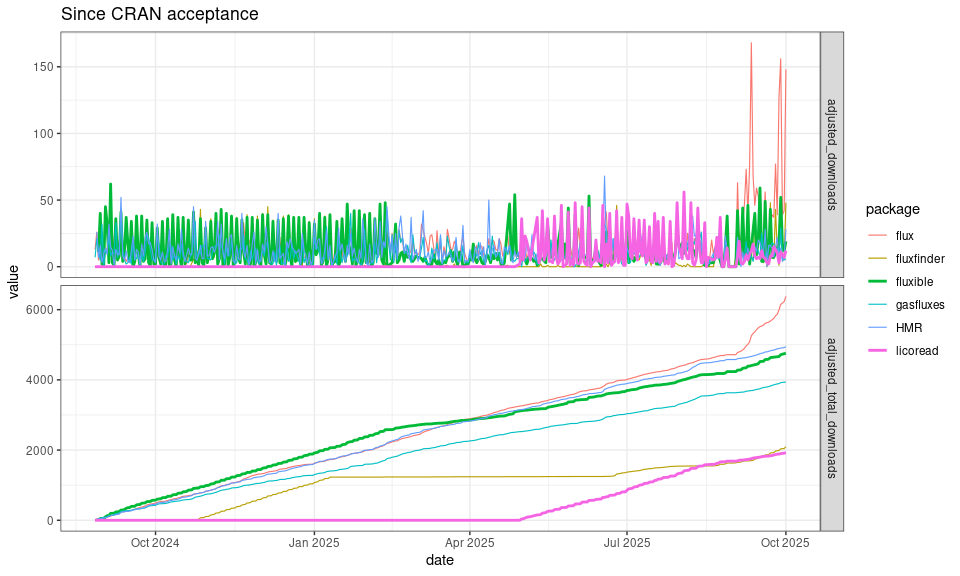 Since CRAN acceptance
value
150
100
50
0
adjusted_downloads
6000
4000
2000
0
adjusted_total_downloads
Oct 2024
Jan 2025
Apr 2025
Jul 2025
Oct 2025
date
package
flux
fluxfinder
fluxible
gasfluxes
HMR
licoread